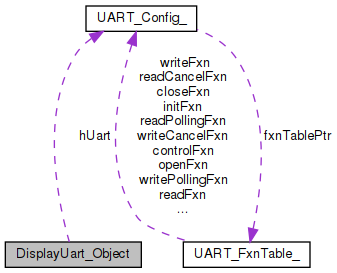 UART_Config_
writeFxn
readCancelFxn
closeFxn
initFxn
hUart
readPollingFxn
fxnTablePtr
writeCancelFxn
controlFxn
openFxn
writePollingFxn
readFxn
...
DisplayUart_Object
UART_FxnTable_